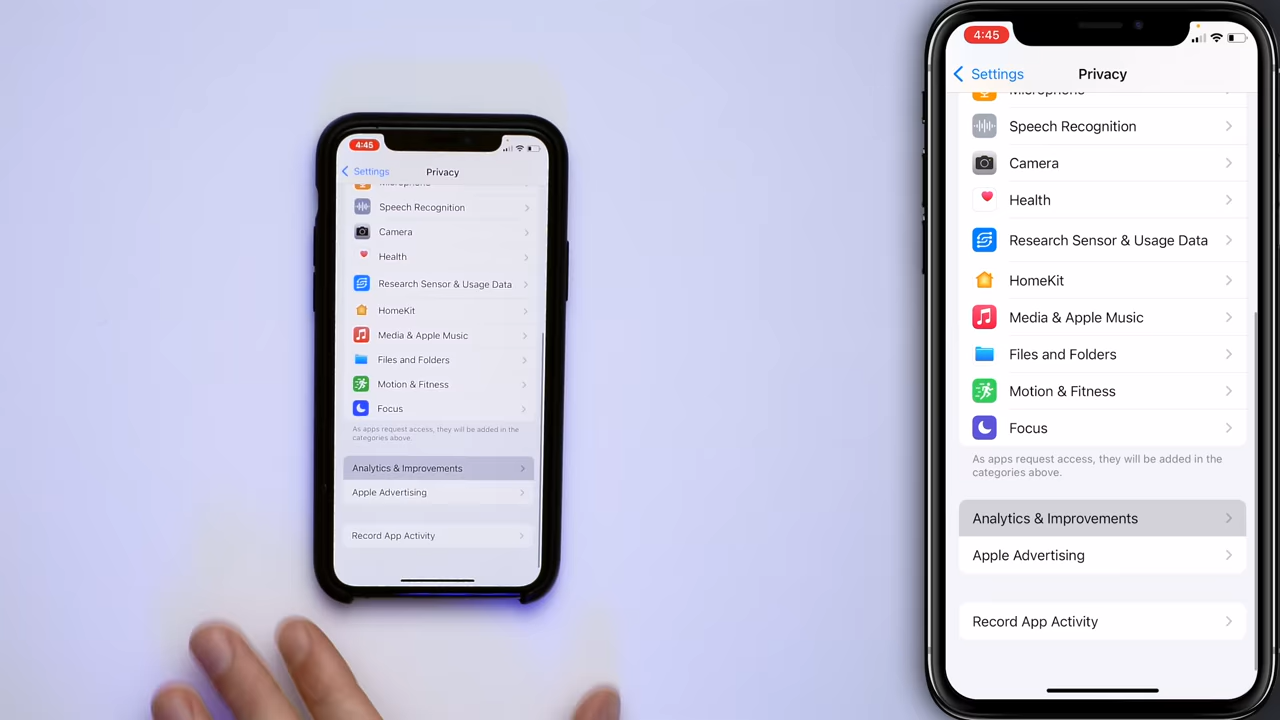 4:45
Settings
Privacy
Microphone
Speech Recognition
Camera
Health
Research Sensor & Usage Data
HomeKit
Media & Apple Music
Files and Folders
Motion & Fitness
Focus
As apps request access, they will be added in the
categories above.
Analytics & Improvements
Apple Advertising
Record App Activity
4:45
Settings
Privacy
Microphone
Speech Recognition
Camera
Health
Research Sensor & Usage Data
HomeKit
Media & Apple Music
Files and Folders
Motion & Fitness
Focus
As apps request access, they will be added in the
categories above.
Analytics & Improvements
Apple Advertising
Record App Activity